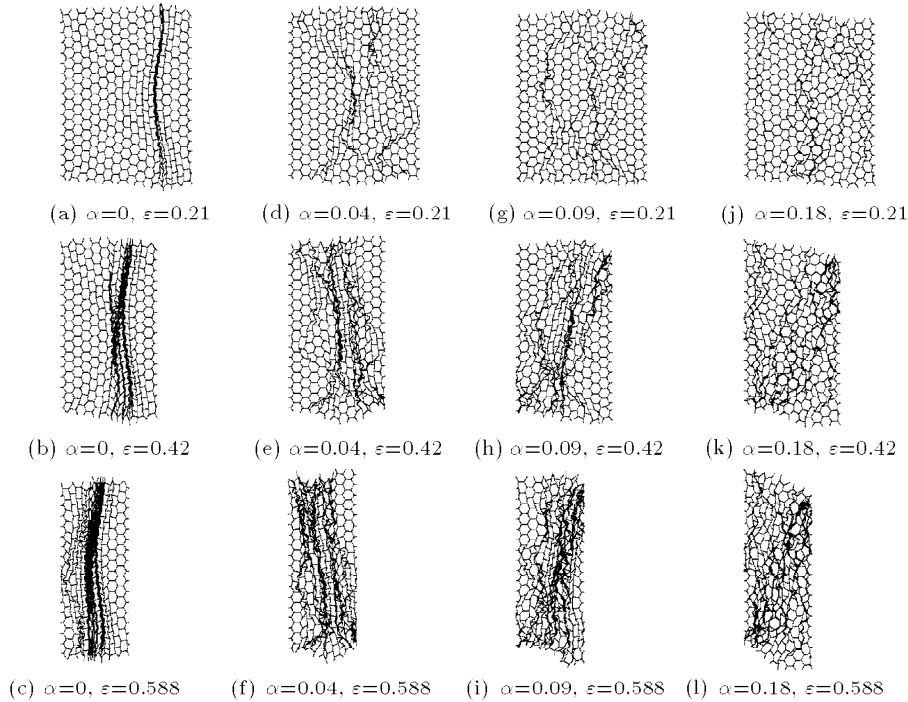 (a) α=0, ε=0.21
(d) α=0.04, ε=0.21
(g) α=0.09, ε=0.21
(j) α=0.18, ε=0.21
(b) α=0, ε=0.42
(e) α=0.04, ε=0.42
(h) α=0.09, ε=0.42
(k) α=0.18, ε=0.42
(c) α=0, ε=0.588
(f) α=0.04, ε=0.588
(i) α=0.09, ε=0.588
(l) α=0.18, ε=0.588